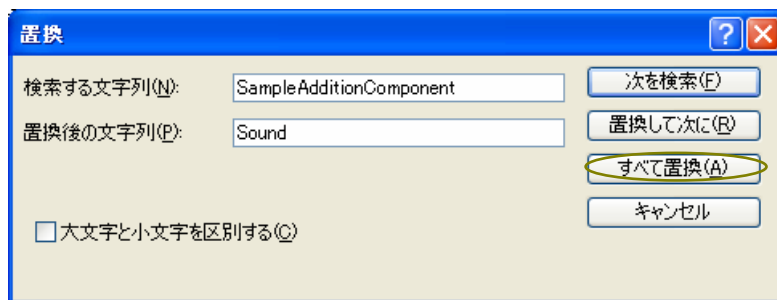 置換
検索する文字列(N): SampleAdditionComponent 次を検索(F)
置換後の文字列(P): Sound 置換して次に(R)
すべて置換(A)
キャンセル
大文字と小文字を区別する(C)